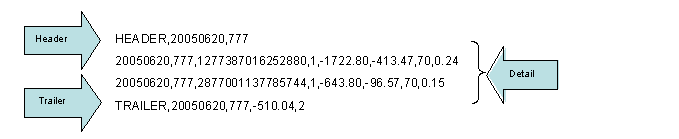 Header
HEADER,20050620,777
20050620,777,1277387016252880,1,-1722.80,-413.47,70,0.24
20050620,777,2877001137785744,1,-643.80,-96.57,70,0.15
Detail
Trailer
TRAILER,20050620,777,-510.04,2